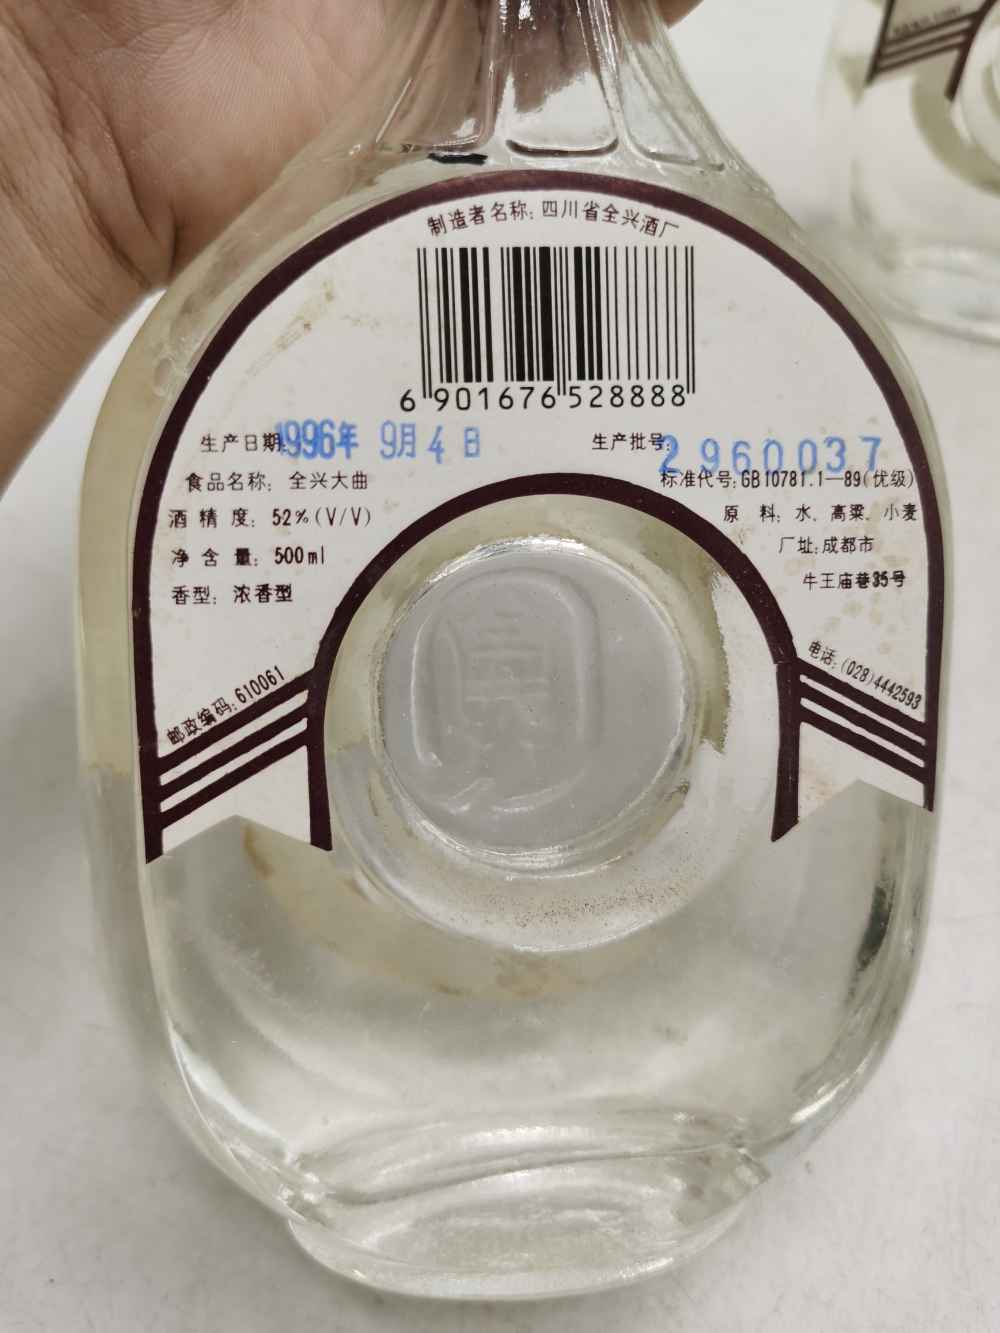 制造者名称：四川省全兴酒厂
6 901676 528888
生产日期：1996年 9月4日
生产批号：2960037
食品名称：全兴大曲
标准代号：GB10781.1—89(优级)
酒精度：52%(V/V)
原料：水、高粱、小麦
净含量：500ml
厂址：成都市
香型：浓香型
牛王庙巷35号
邮政编码：610061
电话：(028)4442593